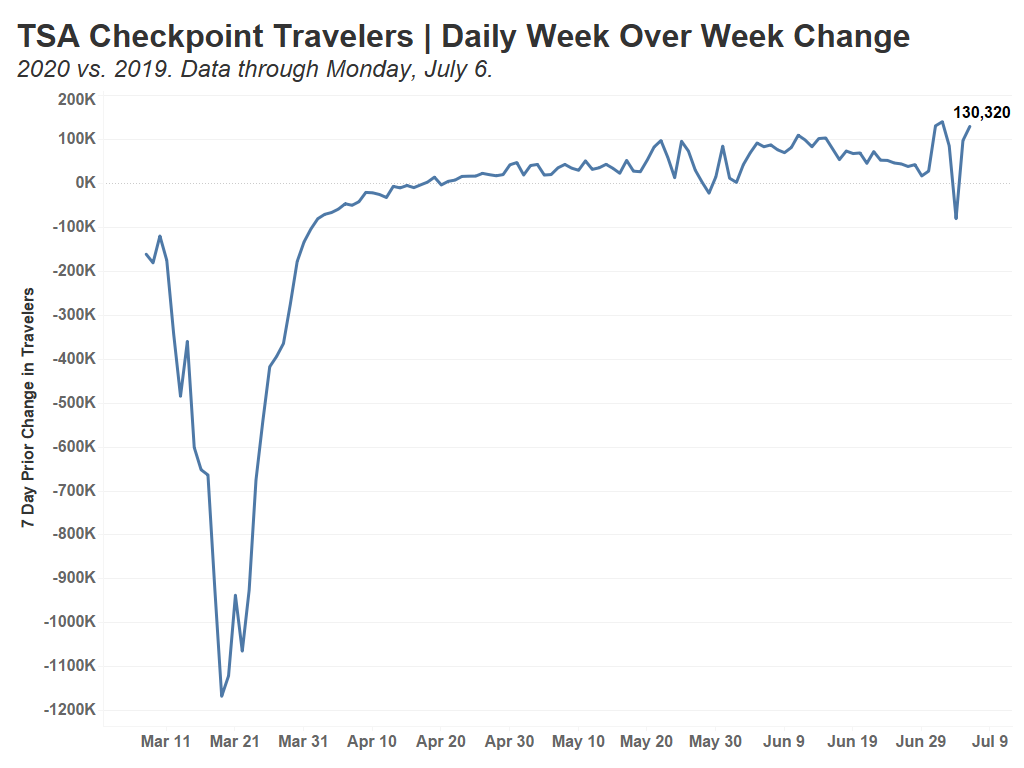 TSA Checkpoint Travelers | Daily Week Over Week Change
2020 vs. 2019. Data through Monday, July 6.
200K
130,320
100K
0K
-100K
-200K
-300K
-400K
-500K
-600K
-700K
-800K
-900K
-1000K
-1100K
-1200K
7 Day Prior Change in Travelers
Mar 11 Mar 21 Mar 31 Apr 10 Apr 20 Apr 30 May 10 May 20 May 30 Jun 9 Jun 19 Jun 29 Jul 9